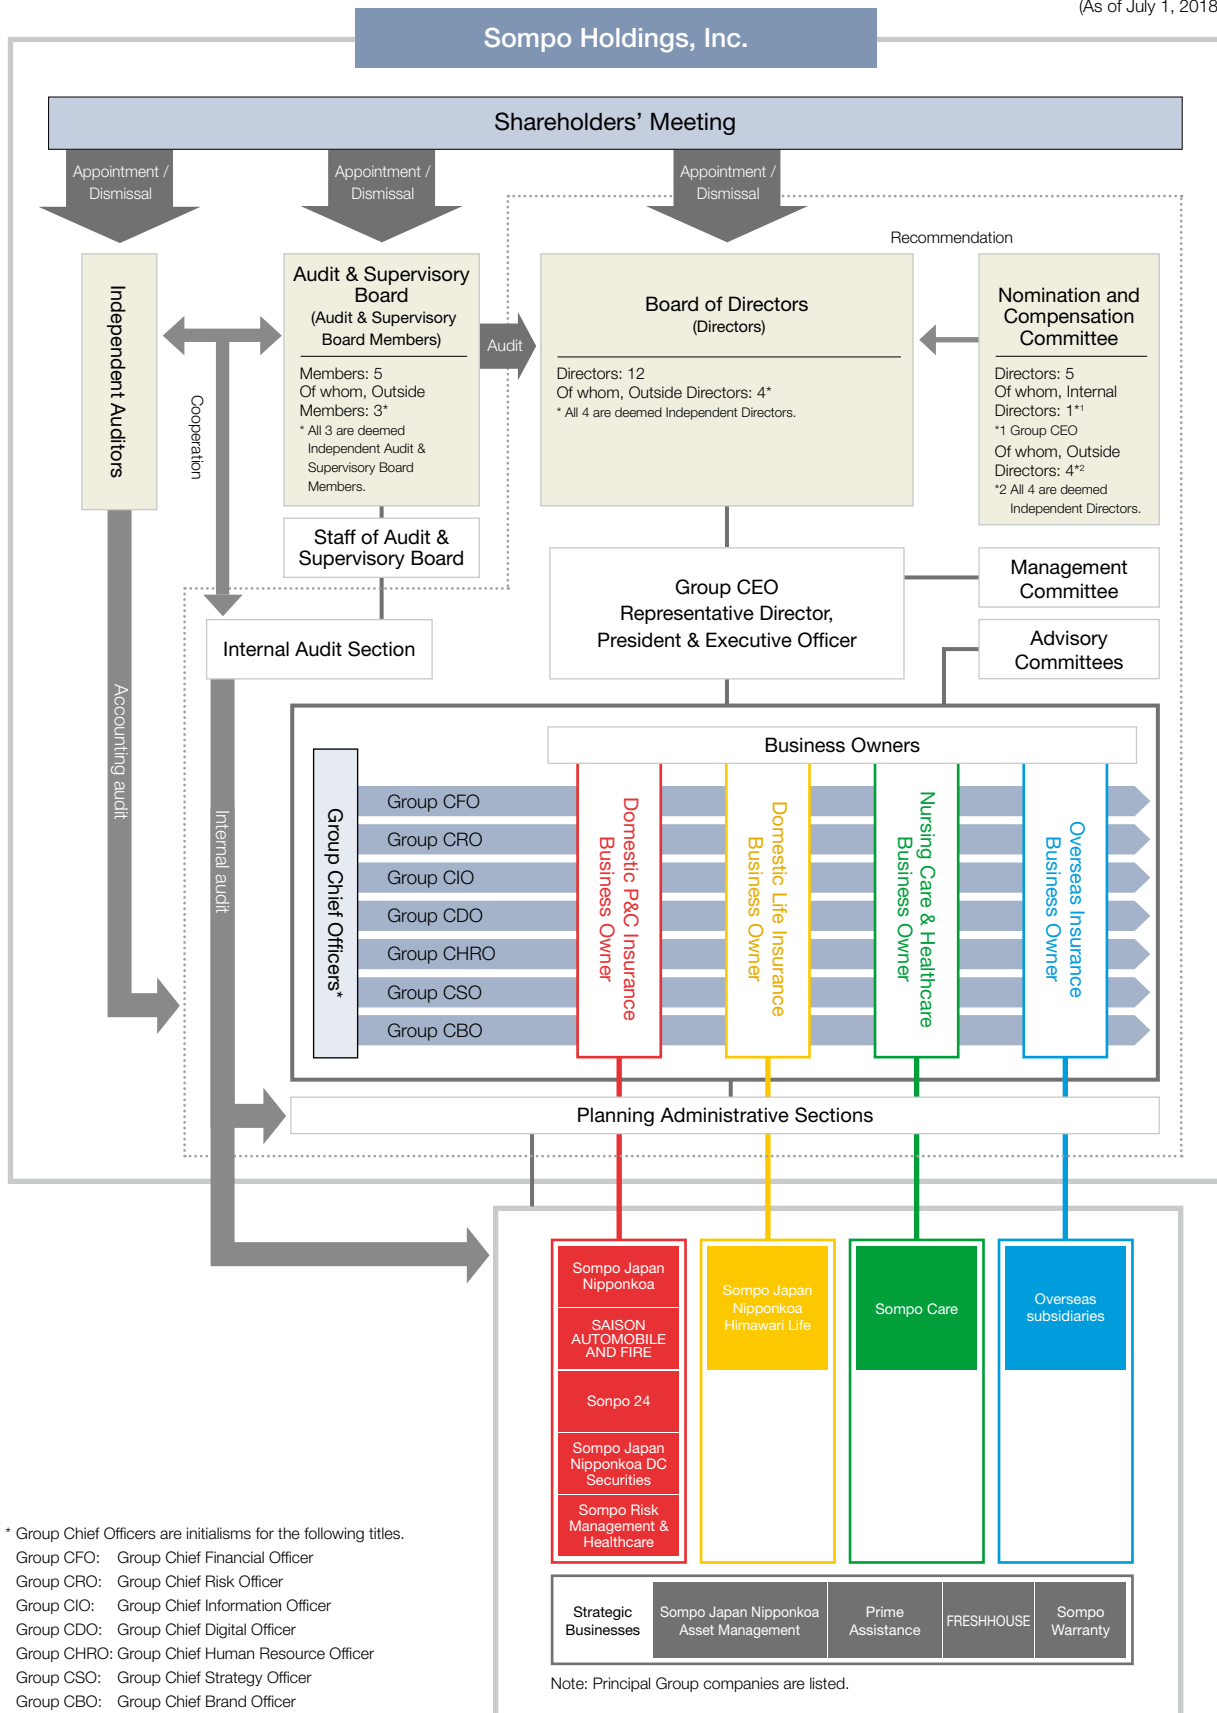 (As of July 1, 2018
Sompo Holdings, Inc.
Shareholders' Meeting
Appointment /
Dismissal
Appointment /
Dismissal
Appointment /
Dismissal
Recommendation
Independent Auditors
Cooperation
Audit & Supervisory
Board
(Audit & Supervisory
Board Members)
Members: 5
Of whom, Outside
Members: 3*
* All 3 are deemed
Independent Audit &
Supervisory Board
Members.
Audit
Board of Directors
(Directors)
Directors: 12
Of whom, Outside Directors: 4*
* All 4 are deemed Independent Directors.
Nomination and
Compensation
Committee
Directors: 5
Of whom, Internal
Directors: 1*1
*1 Group CEO
Of whom, Outside
Directors: 4*2
*2 All 4 are deemed
Independent Directors.
Staff of Audit &
Supervisory Board
Group CEO
Representative Director,
President & Executive Officer
Management
Committee
Advisory
Committees
Internal Audit Section
Accounting audit
Internal audit
Business Owners
Group Chief Officers*
Group CFO
Group CRO
Group CIO
Group CDO
Group CHRO
Group CSO
Group CBO
Domestic P&C Insurance
Business Owner
Domestic Life Insurance
Business Owner
Nursing Care & Healthcare
Business Owner
Overseas Insurance
Business Owner
Planning Administrative Sections
Sompo Japan
Nipponkoa
SAISON
AUTOMOBILE
AND FIRE
Sonpo 24
Sompo Japan
Nipponkoa DC
Securities
Sompo Risk
Management &
Healthcare
Sompo Japan
Nipponkoa
Himawari Life
Sompo Care
Overseas
subsidiaries
Strategic
Businesses
Sompo Japan Nipponkoa
Asset Management
Prime
Assistance
FRESHHOUSE
Sompo
Warranty
Note: Principal Group companies are listed.
* Group Chief Officers are initialisms for the following titles.
Group CFO: Group Chief Financial Officer
Group CRO: Group Chief Risk Officer
Group CIO: Group Chief Information Officer
Group CDO: Group Chief Digital Officer
Group CHRO: Group Chief Human Resource Officer
Group CSO: Group Chief Strategy Officer
Group CBO: Group Chief Brand Officer